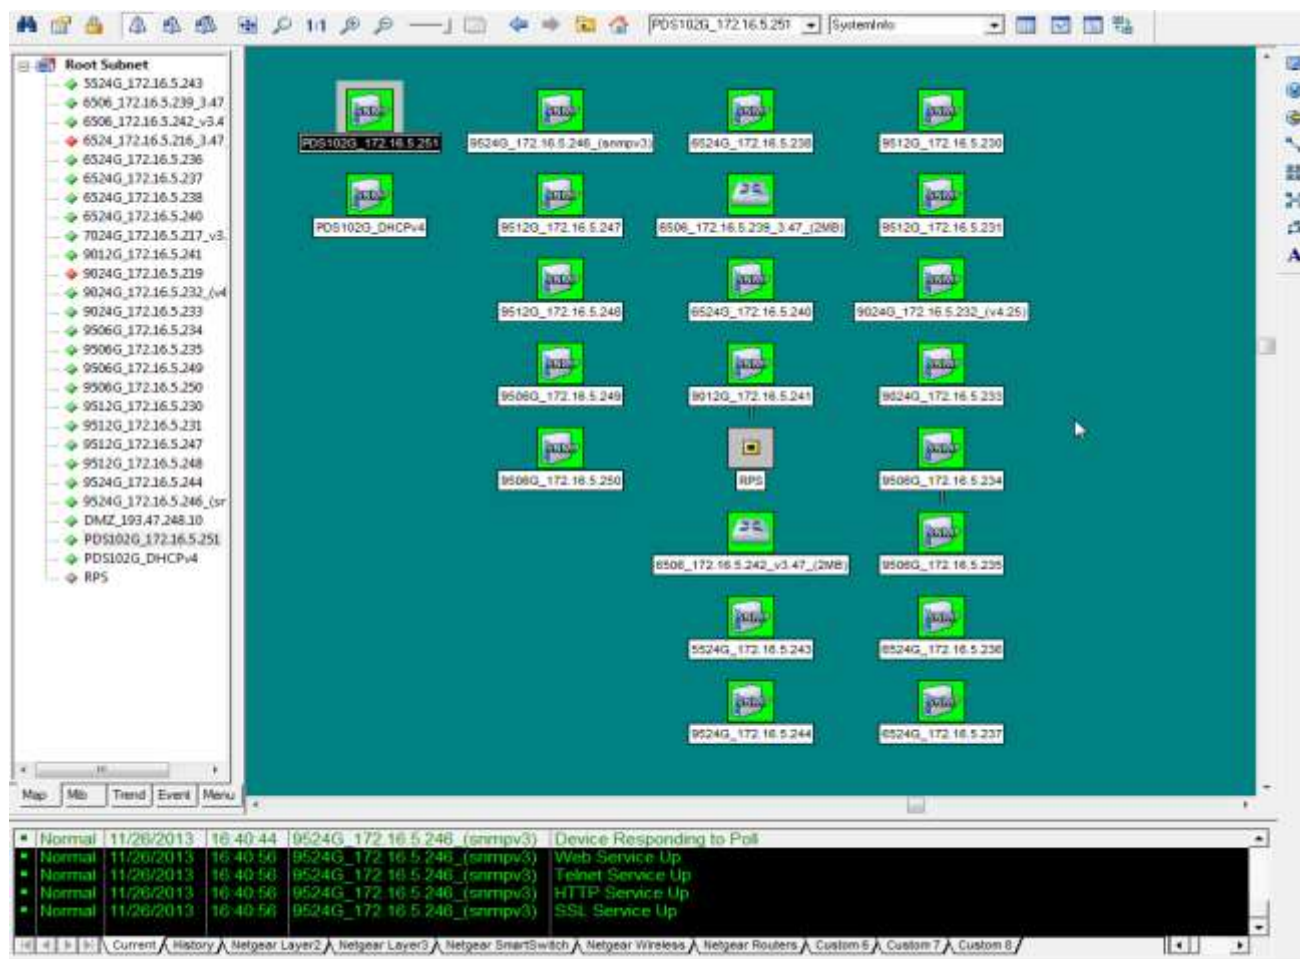 1:1
PDS102G_172.16.5.251
SystemInfo
Root Subnet
5524G_172.16.5.243
6506_172.16.5.239_3.47
6506_172.16.5.242_v3.4
6524_172.16.5.216_3.47
6524G_172.16.5.236
6524G_172.16.5.237
6524G_172.16.5.238
6524G_172.16.5.240
7024G_172.16.5.217_v3.
9012G_172.16.5.241
9024G_172.16.5.219
9024G_172.16.5.232_(v4
9024G_172.16.5.233
9506G_172.16.5.234
9506G_172.16.5.235
9506G_172.16.5.249
9506G_172.16.5.250
9512G_172.16.5.230
9512G_172.16.5.231
9512G_172.16.5.247
9512G_172.16.5.248
9524G_172.16.5.244
9524G_172.16.5.246_(sr
DMZ_193.47.248.10
PDS102G_172.16.5.251
PDS102G_DHCPv4
RPS
Map Mib Trend Event Menu
PDS102G_172.16.5.251 9524G_172.16.5.246_(snmpv3) 6524G_172.16.5.238 9512G_172.16.5.230
PDS102G_DHCPv4 9512G_172.16.5.247 6506_172.16.5.239_3.47_(2MB) 9512G_172.16.5.231
9512G_172.16.5.248 6524G_172.16.5.240 9024G_172.16.5.232_(v4.25)
9506G_172.16.5.249 9012G_172.16.5.241 9024G_172.16.5.233
9506G_172.16.5.250 RPS 9506G_172.16.5.234
6506_172.16.5.242_v3.47_(2MB) 9506G_172.16.5.235
5524G_172.16.5.243 6524G_172.16.5.236
9524G_172.16.5.244 6524G_172.16.5.237
A
Normal 11/26/2013 16:40:44 9524G_172.16.5.246_(snmpv3) Device Responding to Poll
Normal 11/26/2013 16:40:56 9524G_172.16.5.246_(snmpv3) Web Service Up
Normal 11/26/2013 16:40:56 9524G_172.16.5.246_(snmpv3) Telnet Service Up
Normal 11/26/2013 16:40:56 9524G_172.16.5.246_(snmpv3) HTTP Service Up
Normal 11/26/2013 16:40:56 9524G_172.16.5.246_(snmpv3) SSL Service Up
Current History Netgear Layer2 Netgear Layer3 Netgear SmartSwitch Netgear Wireless Netgear Routers Custom 6 Custom 7 Custom 8